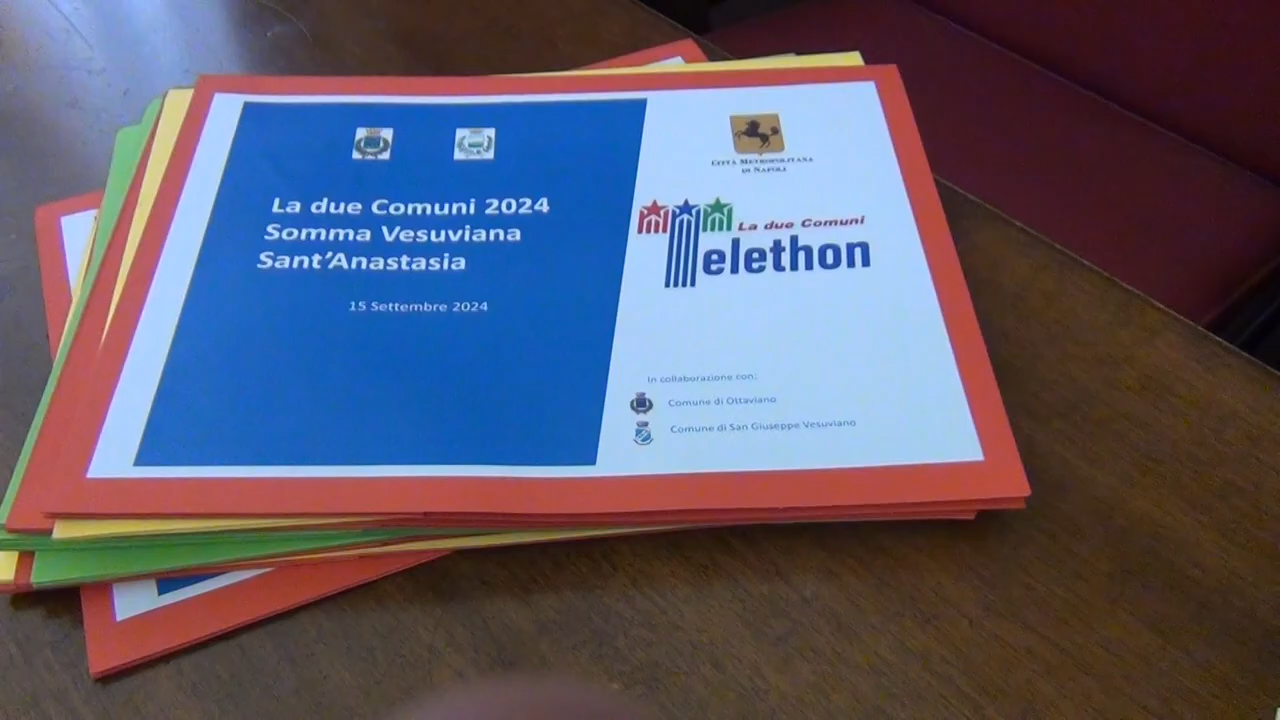 La due Comuni 2024
Somma Vesuviana
Sant'Anastasia
15 Settembre 2024
CITTÀ METROPOLITANA
DI NAPOLI
La due Comuni
Telethon
In collaborazione con:
Comune di Ottaviano
Comune di San Giuseppe Vesuviano